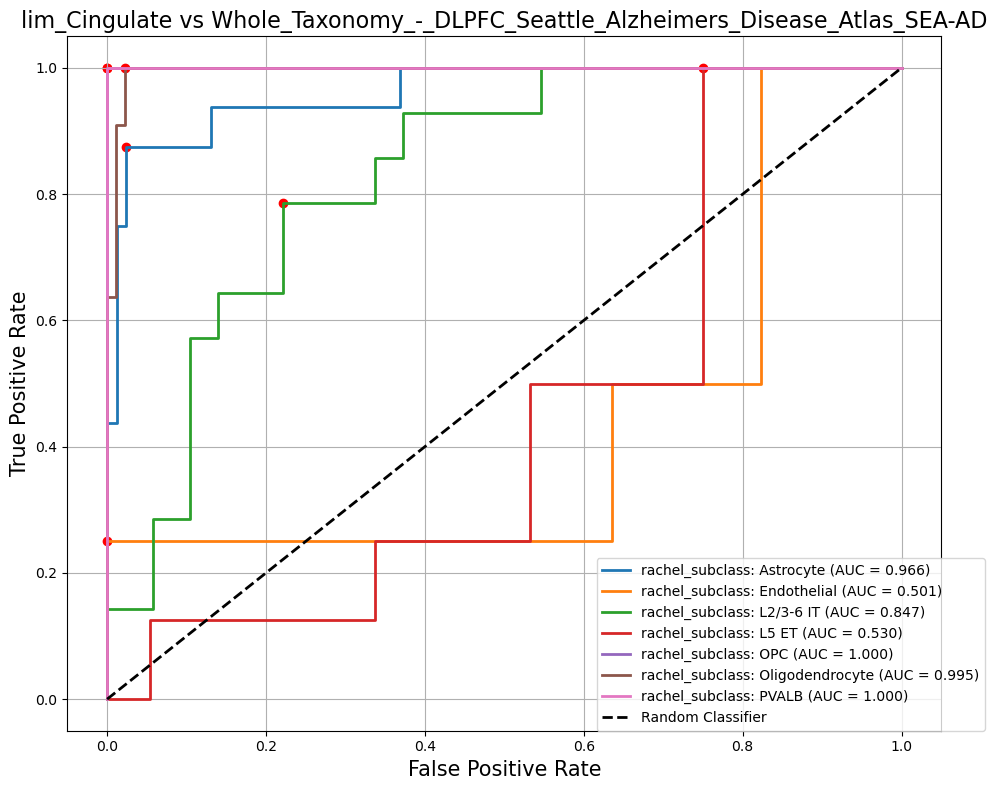 lim_Cingulate vs Whole_Taxonomy_-_DLPFC_Seattle_Alzheimers_Disease_Atlas_SEA-AD
1.0
0.8
0.6
0.4
0.2
0.0
True Positive Rate
rachel_subclass: Astrocyte (AUC = 0.966)
rachel_subclass: Endothelial (AUC = 0.501)
rachel_subclass: L2/3-6 IT (AUC = 0.847)
rachel_subclass: L5 ET (AUC = 0.530)
rachel_subclass: OPC (AUC = 1.000)
rachel_subclass: Oligodendrocyte (AUC = 0.995)
rachel_subclass: PVALB (AUC = 1.000)
Random Classifier
0.0 0.2 0.4 0.6 0.8 1.0
False Positive Rate